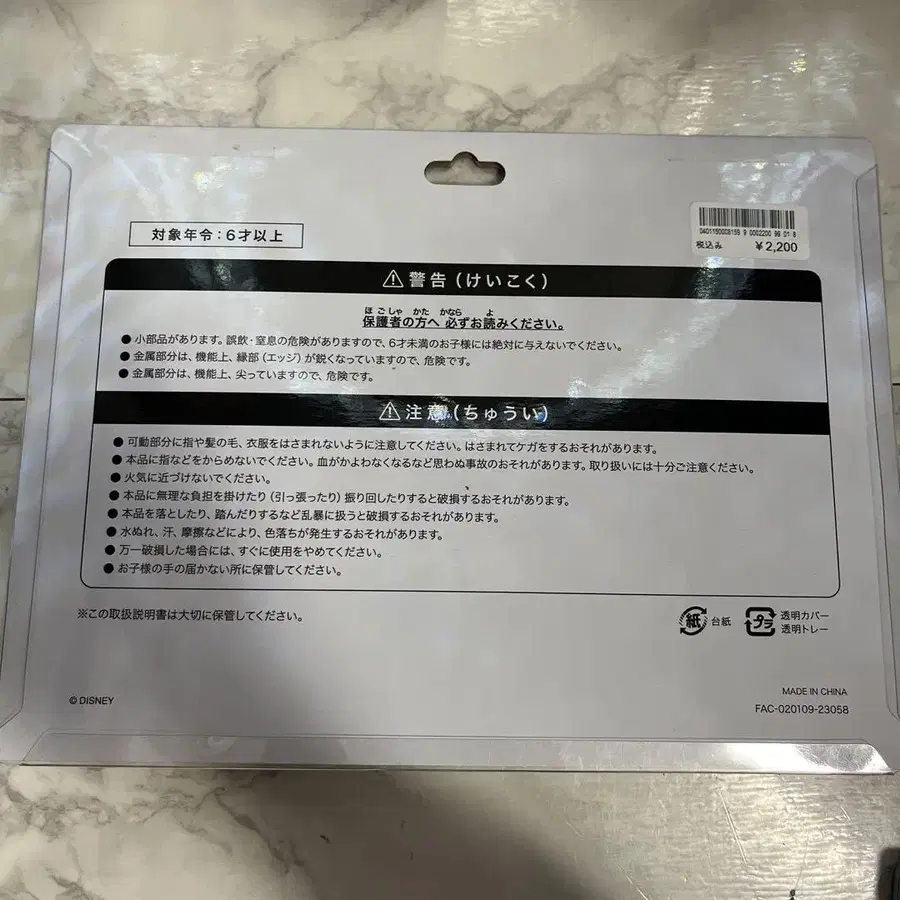 対象年令：6才以上
0401150008159 9 0002200 99 01 8
税込み ¥2,200
⚠警告（けいこく）
ほごしゃ かた かなら よ
保護者の方へ 必ずお読みください。
●小部品があります。誤飲・窒息の危険がありますので、6才未満のお子様には絶対に与えないでください。
●金属部分は、機能上、縁部（エッジ）が鋭くなっていますので、危険です。
●金属部分は、機能上、尖っていますので、危険です。
⚠注意（ちゅうい）
●可動部分に指や髪の毛、衣服をはさまれないように注意してください。はさまれてケガをするおそれがあります。
●本品に指などをからめないでください。血がかよわなくなるなど思わぬ事故のおそれがあります。取り扱いには十分ご注意ください。
●火気に近づけないでください。
●本品に無理な負担を掛けたり（引っ張ったり）振り回したりすると破損するおそれがあります。
●本品を落としたり、踏んだりするなど乱暴に扱うと破損するおそれがあります。
●水ぬれ、汗、摩擦などにより、色落ちが発生するおそれがあります。
●万一破損した場合には、すぐに使用をやめてください。
●お子様の手の届かない所に保管してください。
※この取扱説明書は大切に保管してください。
紙 台紙
プラ 透明カバー
透明トレー
© DISNEY
MADE IN CHINA
FAC-020109-23058